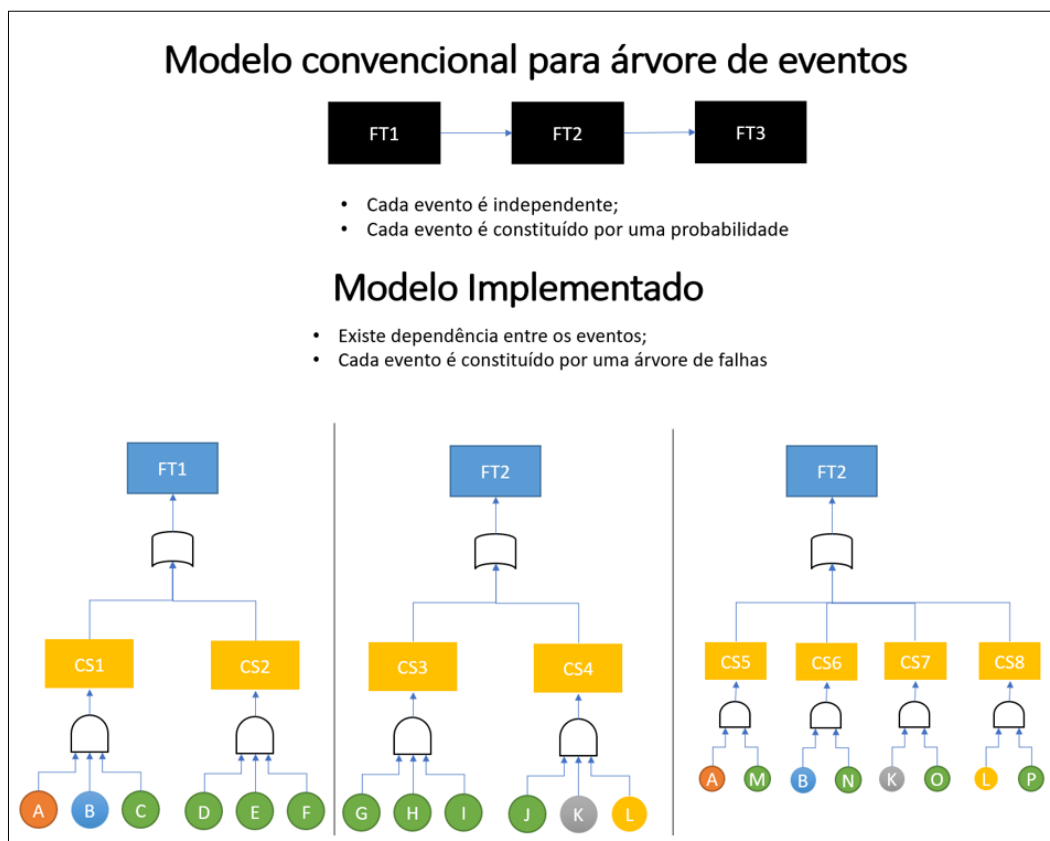 Modelo convencional para árvore de eventos
FT1 FT2 FT3
• Cada evento é independente;
• Cada evento é constituído por uma probabilidade
Modelo Implementado
• Existe dependência entre os eventos;
• Cada evento é constituído por uma árvore de falhas
FT1 FT2 FT2
CS1 CS2 CS3 CS4 CS5 CS6 CS7 CS8
A M B N K O L P
A B C D E F G H I J K L